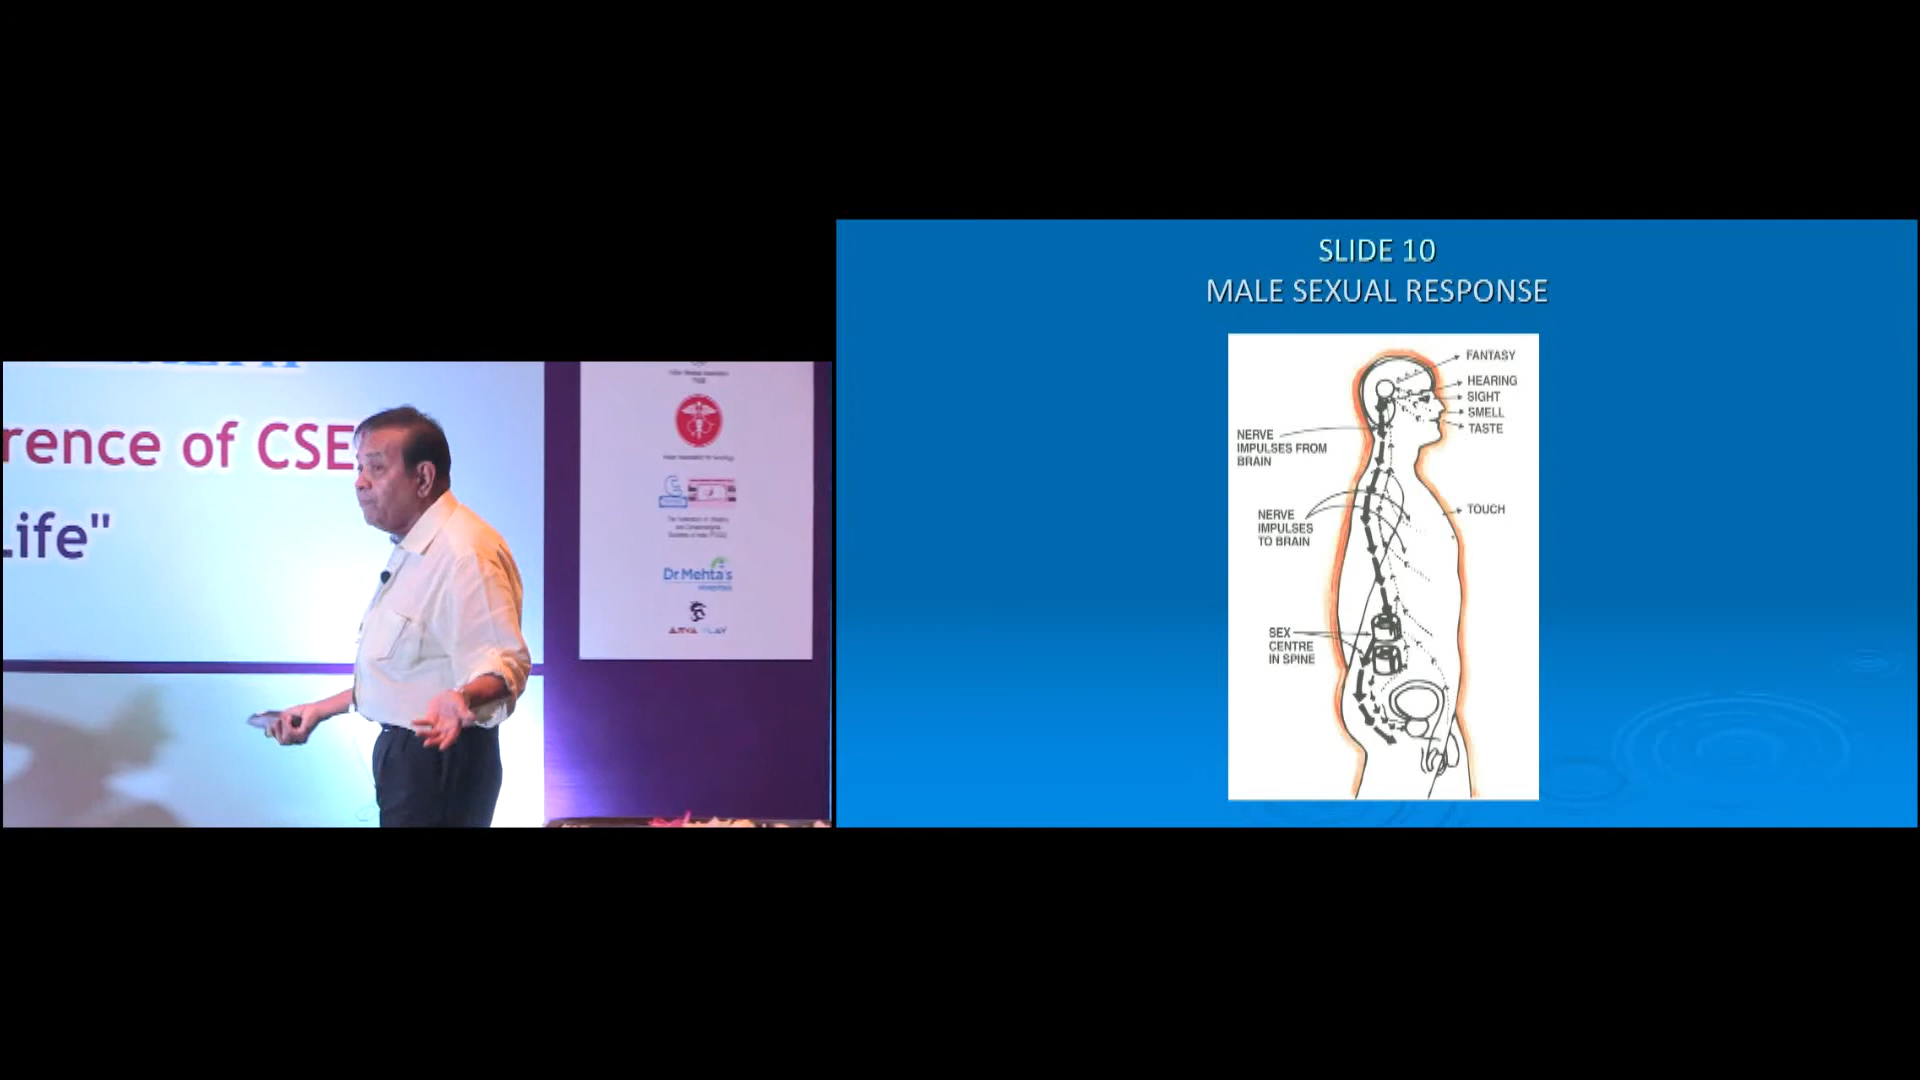 rence of CSE
Life"
Dr Mehta's
SLIDE 10
MALE SEXUAL RESPONSE
FANTASY
HEARING
SIGHT
SMELL
TASTE
NERVE
IMPULSES FROM
BRAIN
NERVE
IMPULSES
TO BRAIN
TOUCH
SEX
CENTRE
IN SPINE